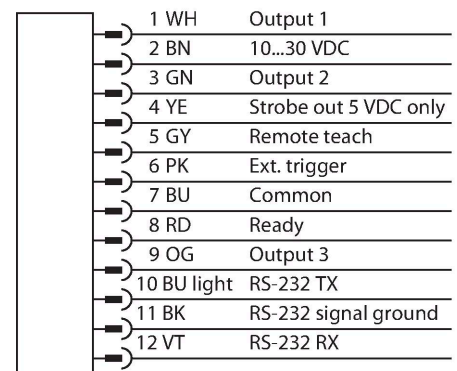 1 WH Output 1
2 BN 10...30 VDC
3 GN Output 2
4 YE Strobe out 5 VDC only
5 GY Remote teach
6 PK Ext. trigger
7 BU Common
8 RD Ready
9 OG Output 3
10 BU light RS-232 TX
11 BK RS-232 signal ground
12 VT RS-232 RX